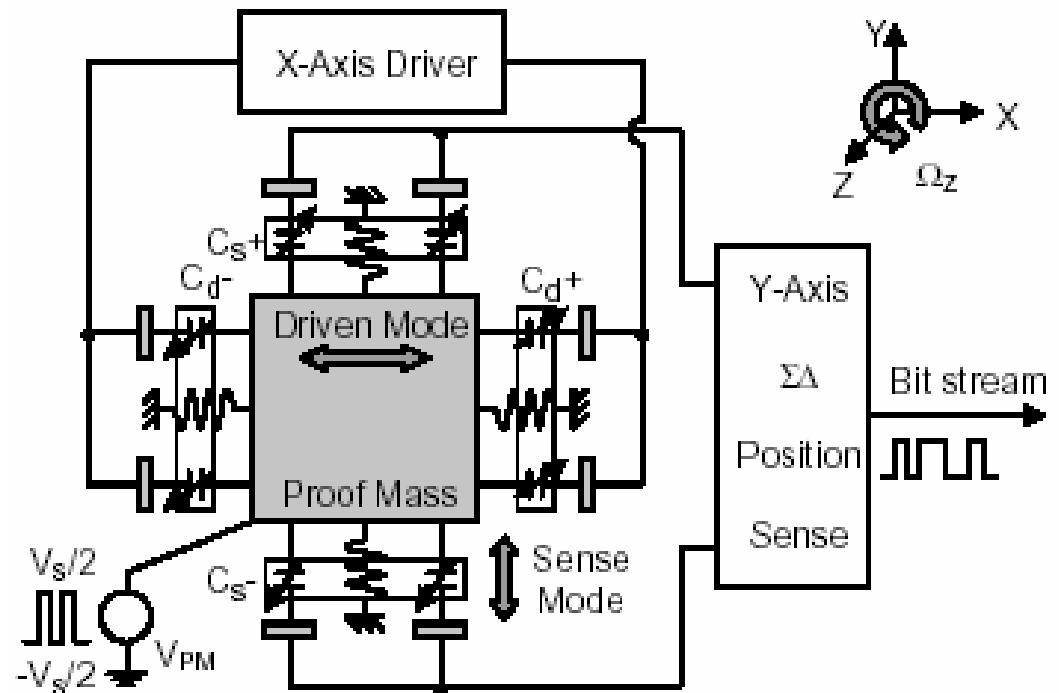 X-Axis Driver
Y
X
Z
ΩZ
Cs+
Cd-
Cd+
Driven Mode
Proof Mass
Y-Axis
ΣΔ
Position
Sense
Bit stream
Cs-
Sense
Mode
Vs/2
-Vs/2
VPM